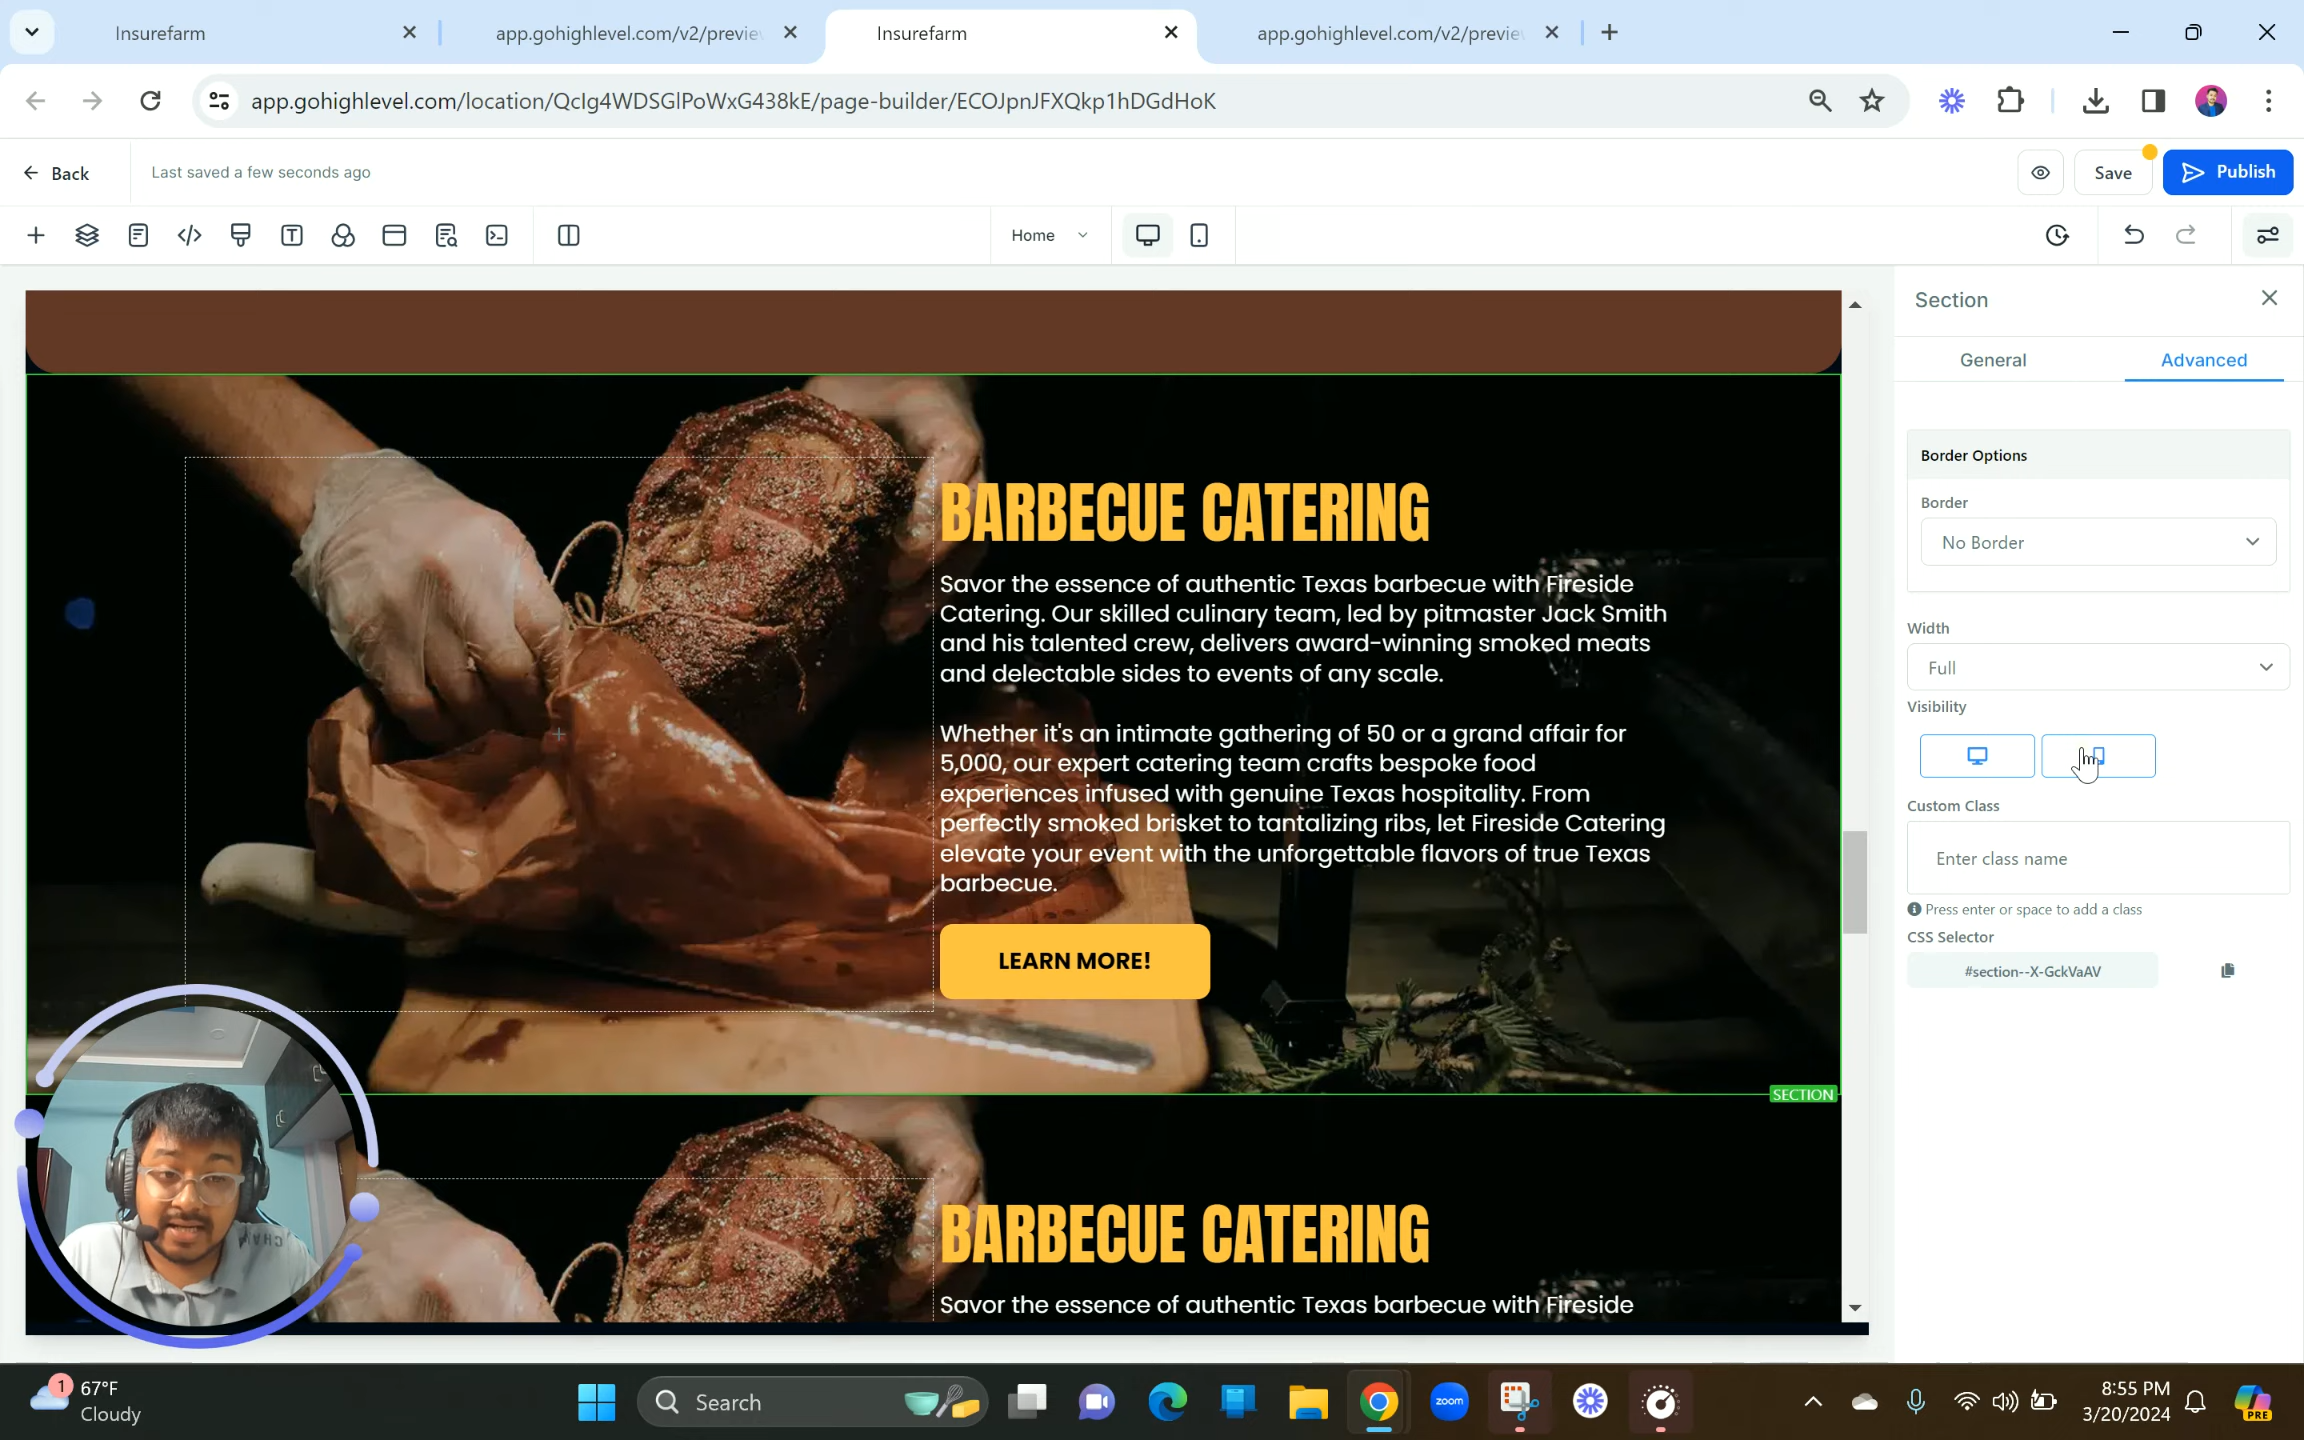 Insurefarm
app.gohighlevel.com/v2/previe
Insurefarm
app.gohighlevel.com/v2/previe
app.gohighlevel.com/location/QcIg4WDSGlPoWxG438kE/page-builder/ECOJpnJFXQkp1hDGdHoK
Back
Last saved a few seconds ago
Save
Publish
Home
Section
General
Advanced
Border Options
Border
No Border
Width
Full
Visibility
Custom Class
Enter class name
Press enter or space to add a class
CSS Selector
#section--X-GckVaAV
BARBECUE CATERING
Savor the essence of authentic Texas barbecue with Fireside
Catering. Our skilled culinary team, led by pitmaster Jack Smith
and his talented crew, delivers award-winning smoked meats
and delectable sides to events of any scale.
Whether it's an intimate gathering of 50 or a grand affair for
5,000, our expert catering team crafts bespoke food
experiences infused with genuine Texas hospitality. From
perfectly smoked brisket to tantalizing ribs, let Fireside Catering
elevate your event with the unforgettable flavors of true Texas
barbecue.
LEARN MORE!
SECTION
BARBECUE CATERING
Savor the essence of authentic Texas barbecue with Fireside
1
67°F
Cloudy
Search
zoom
8:55 PM
3/20/2024
PRE